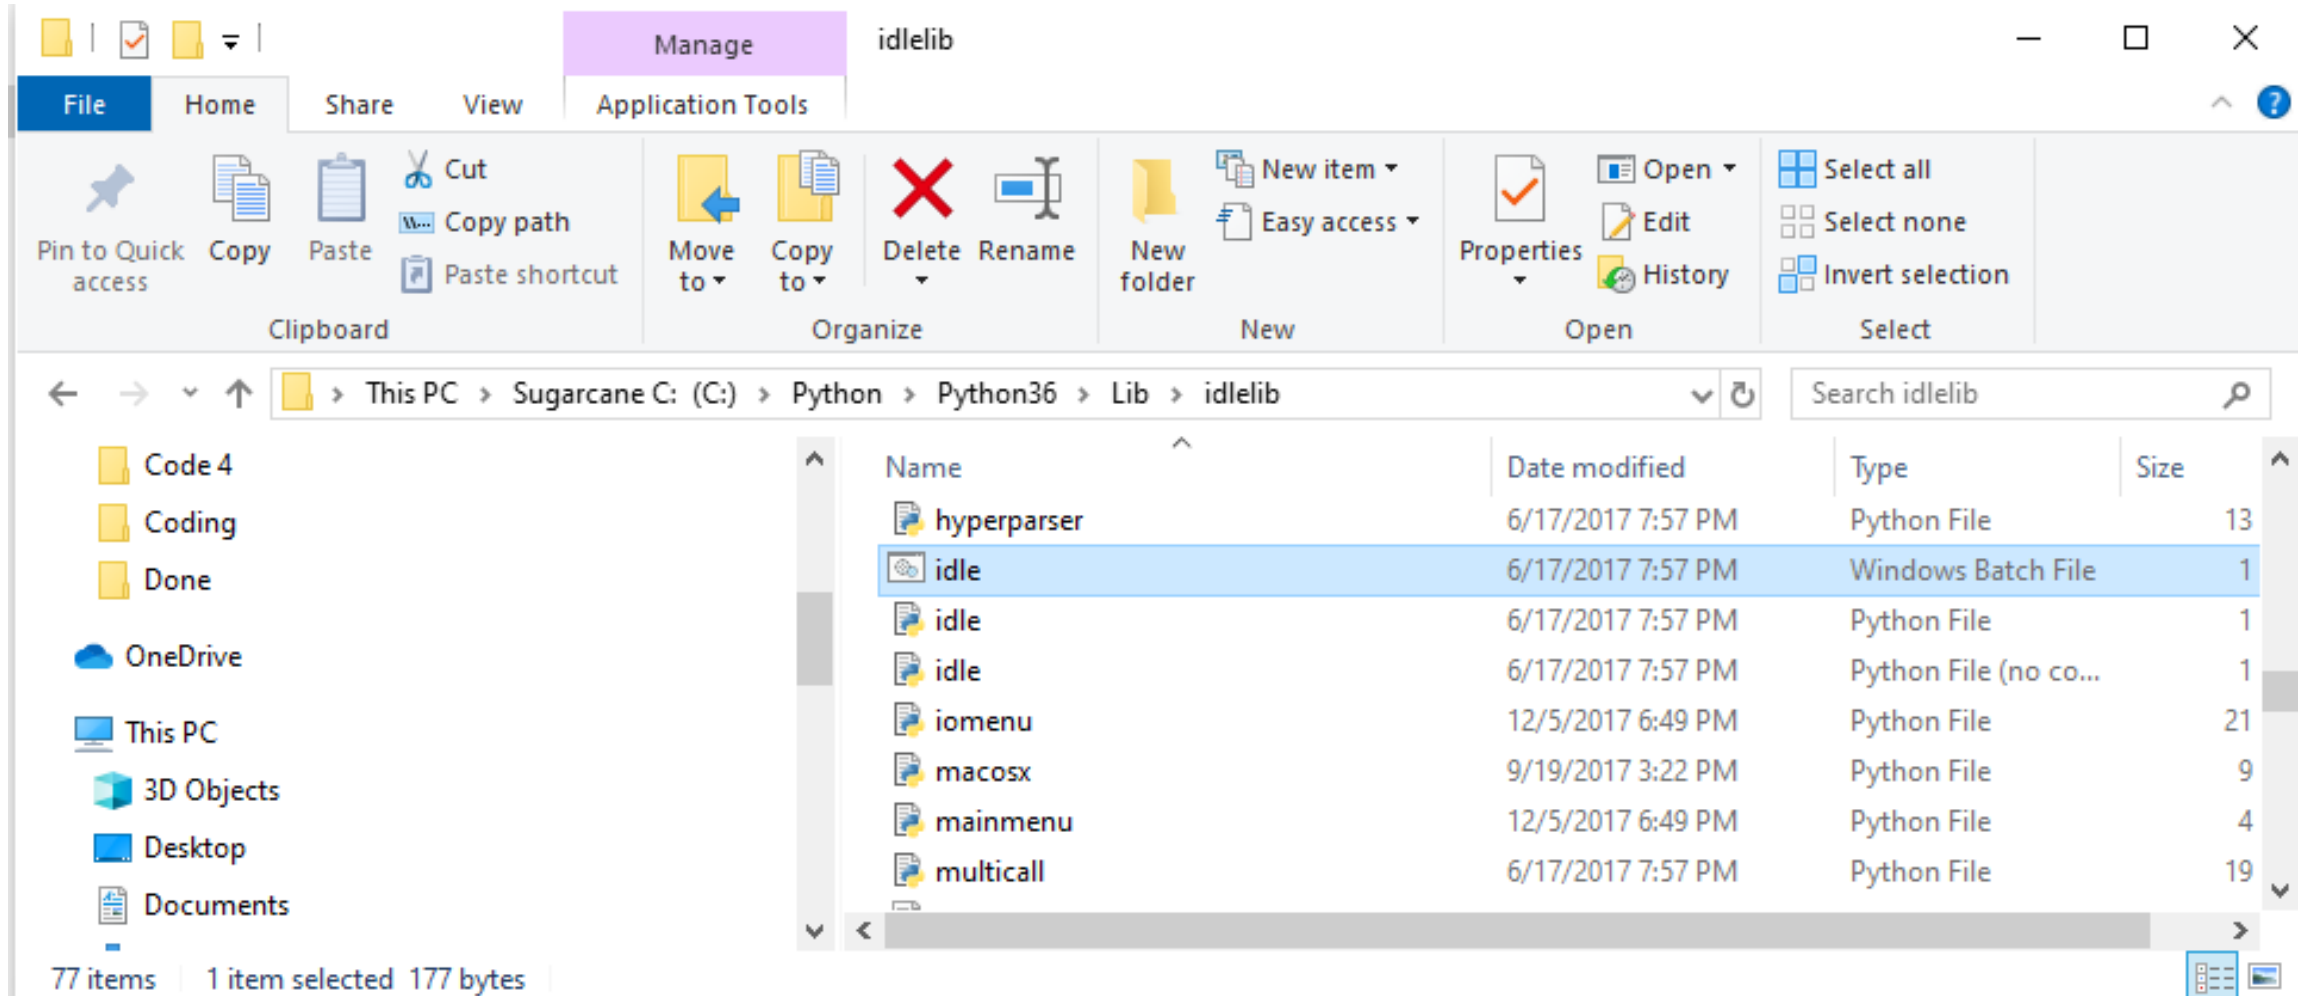 Manage idlelib
File Home Share View Application Tools
Pin to Quick access Copy Paste Cut Copy path Paste shortcut
Clipboard
Move to Copy to Delete Rename
Organize
New folder New item Easy access
New
Properties Open Edit History
Open
Select all Select none Invert selection
Select
This PC Sugarcane C: (C:) Python Python36 Lib idlelib
Search idlelib
Code 4
Coding
Done
OneDrive
This PC
3D Objects
Desktop
Documents
Name Date modified Type Size
hyperparser 6/17/2017 7:57 PM Python File 13
idle 6/17/2017 7:57 PM Windows Batch File 1
idle 6/17/2017 7:57 PM Python File 1
idle 6/17/2017 7:57 PM Python File (no co... 1
iomenu 12/5/2017 6:49 PM Python File 21
macosx 9/19/2017 3:22 PM Python File 9
mainmenu 12/5/2017 6:49 PM Python File 4
multicall 6/17/2017 7:57 PM Python File 19
77 items 1 item selected 177 bytes